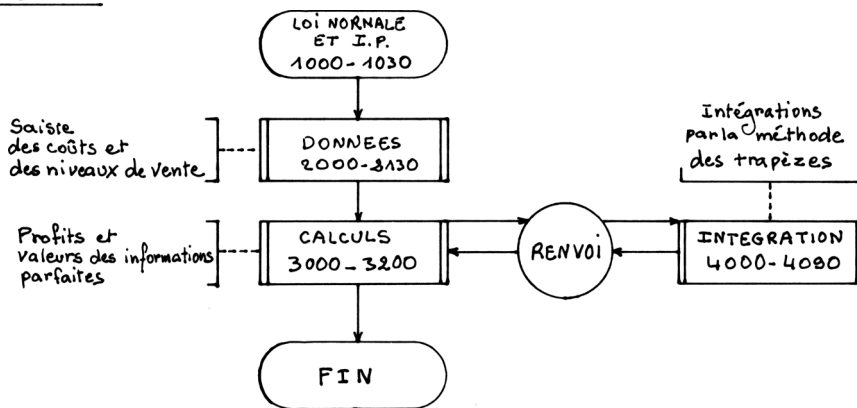 LOI NORMALE
ET I.P.
1000-1030
Saisie
des coûts et
des niveaux de vente
DONNEES
2000-2130
Intégrations
par la méthode
des trapèzes
Profits et
valeurs des informations
parfaites
CALCULS
3000-3200
RENVOI
INTEGRATION
4000-4090
FIN